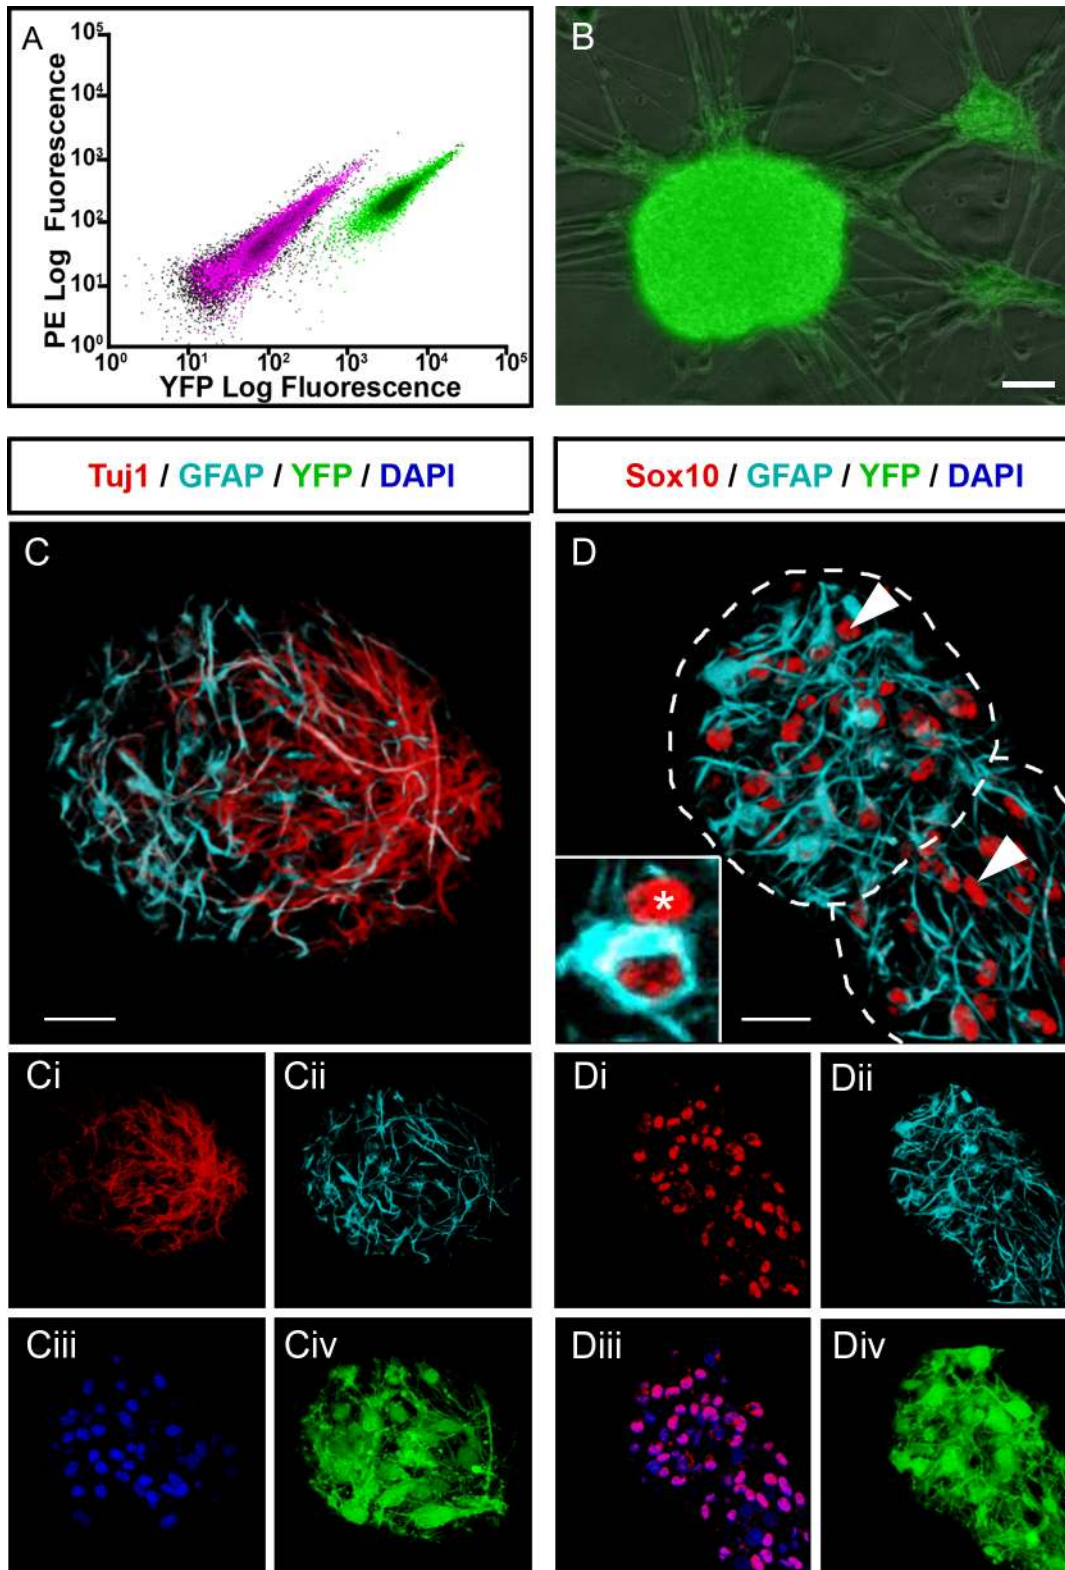 A
PE Log Fuorescence
10⁵
10⁴
10³
10²
10¹
10⁰
10⁰ 10¹ 10² 10³ 10⁴ 10⁵
YFP Log Fluorescence
B
Tuj1 / GFAP / YFP / DAPI
Sox10 / GFAP / YFP / DAPI
C
D
*
Ci
Cii
Di
Dii
Ciii
Civ
Diii
Div